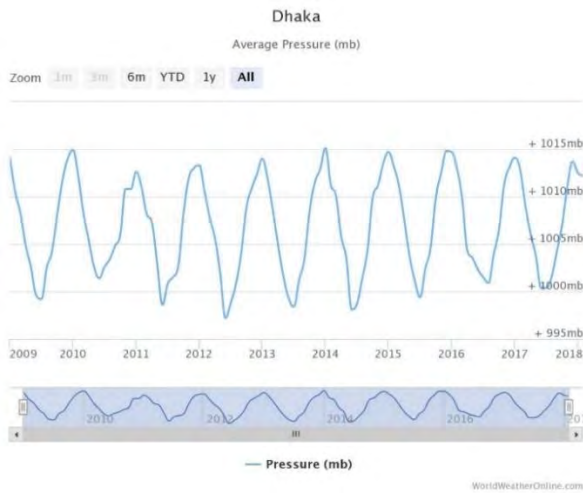 Dhaka
Average Pressure (mb)
Zoom 1m 3m 6m YTD 1y All
+ 1015mb
+ 1010mb
+ 1005mb
+ 1000mb
+ 995mb
2009 2010 2011 2012 2013 2014 2015 2016 2017 2018
2010 2012 2014 2016
Pressure (mb)
WorldWeatherOnline.com